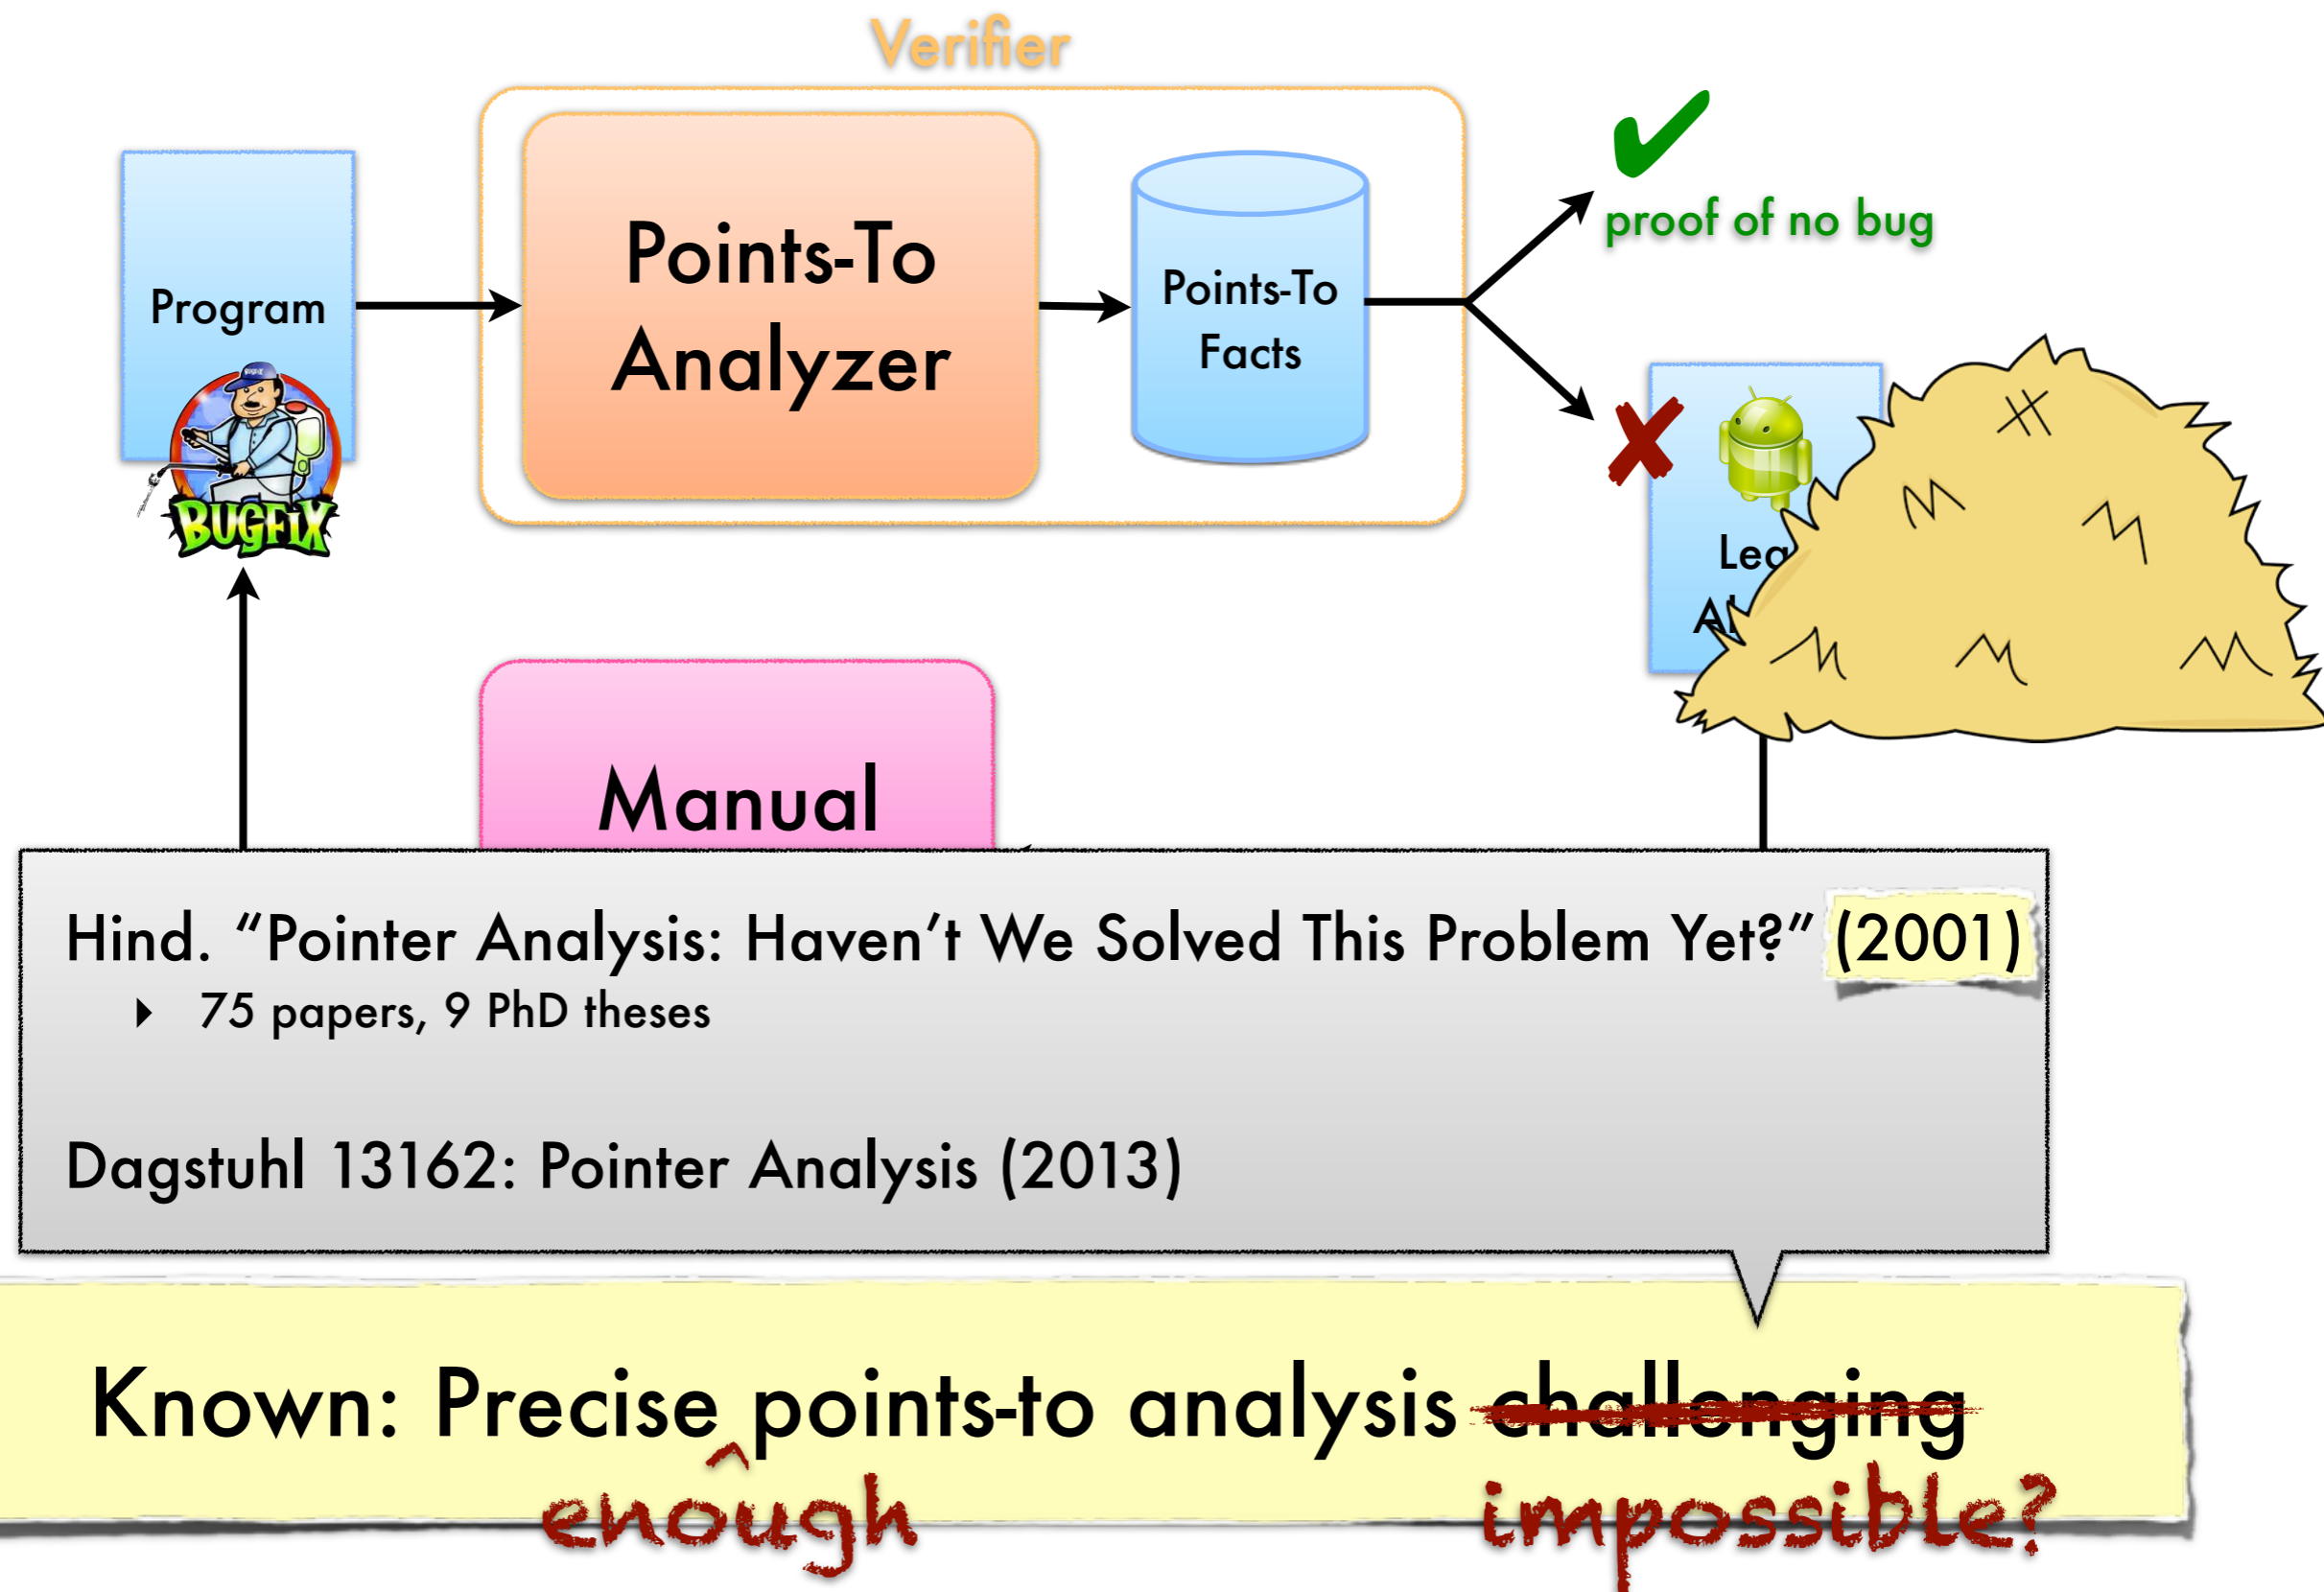 Verifier
Program
BUGFIX
Points-To
Analyzer
Points-To
Facts
proof of no bug
Manual
Hind. “Pointer Analysis: Haven’t We Solved This Problem Yet?” (2001)
‣ 75 papers, 9 PhD theses
Dagstuhl 13162: Pointer Analysis (2013)
Known: Precise points-to analysis challenging
enough impossible?